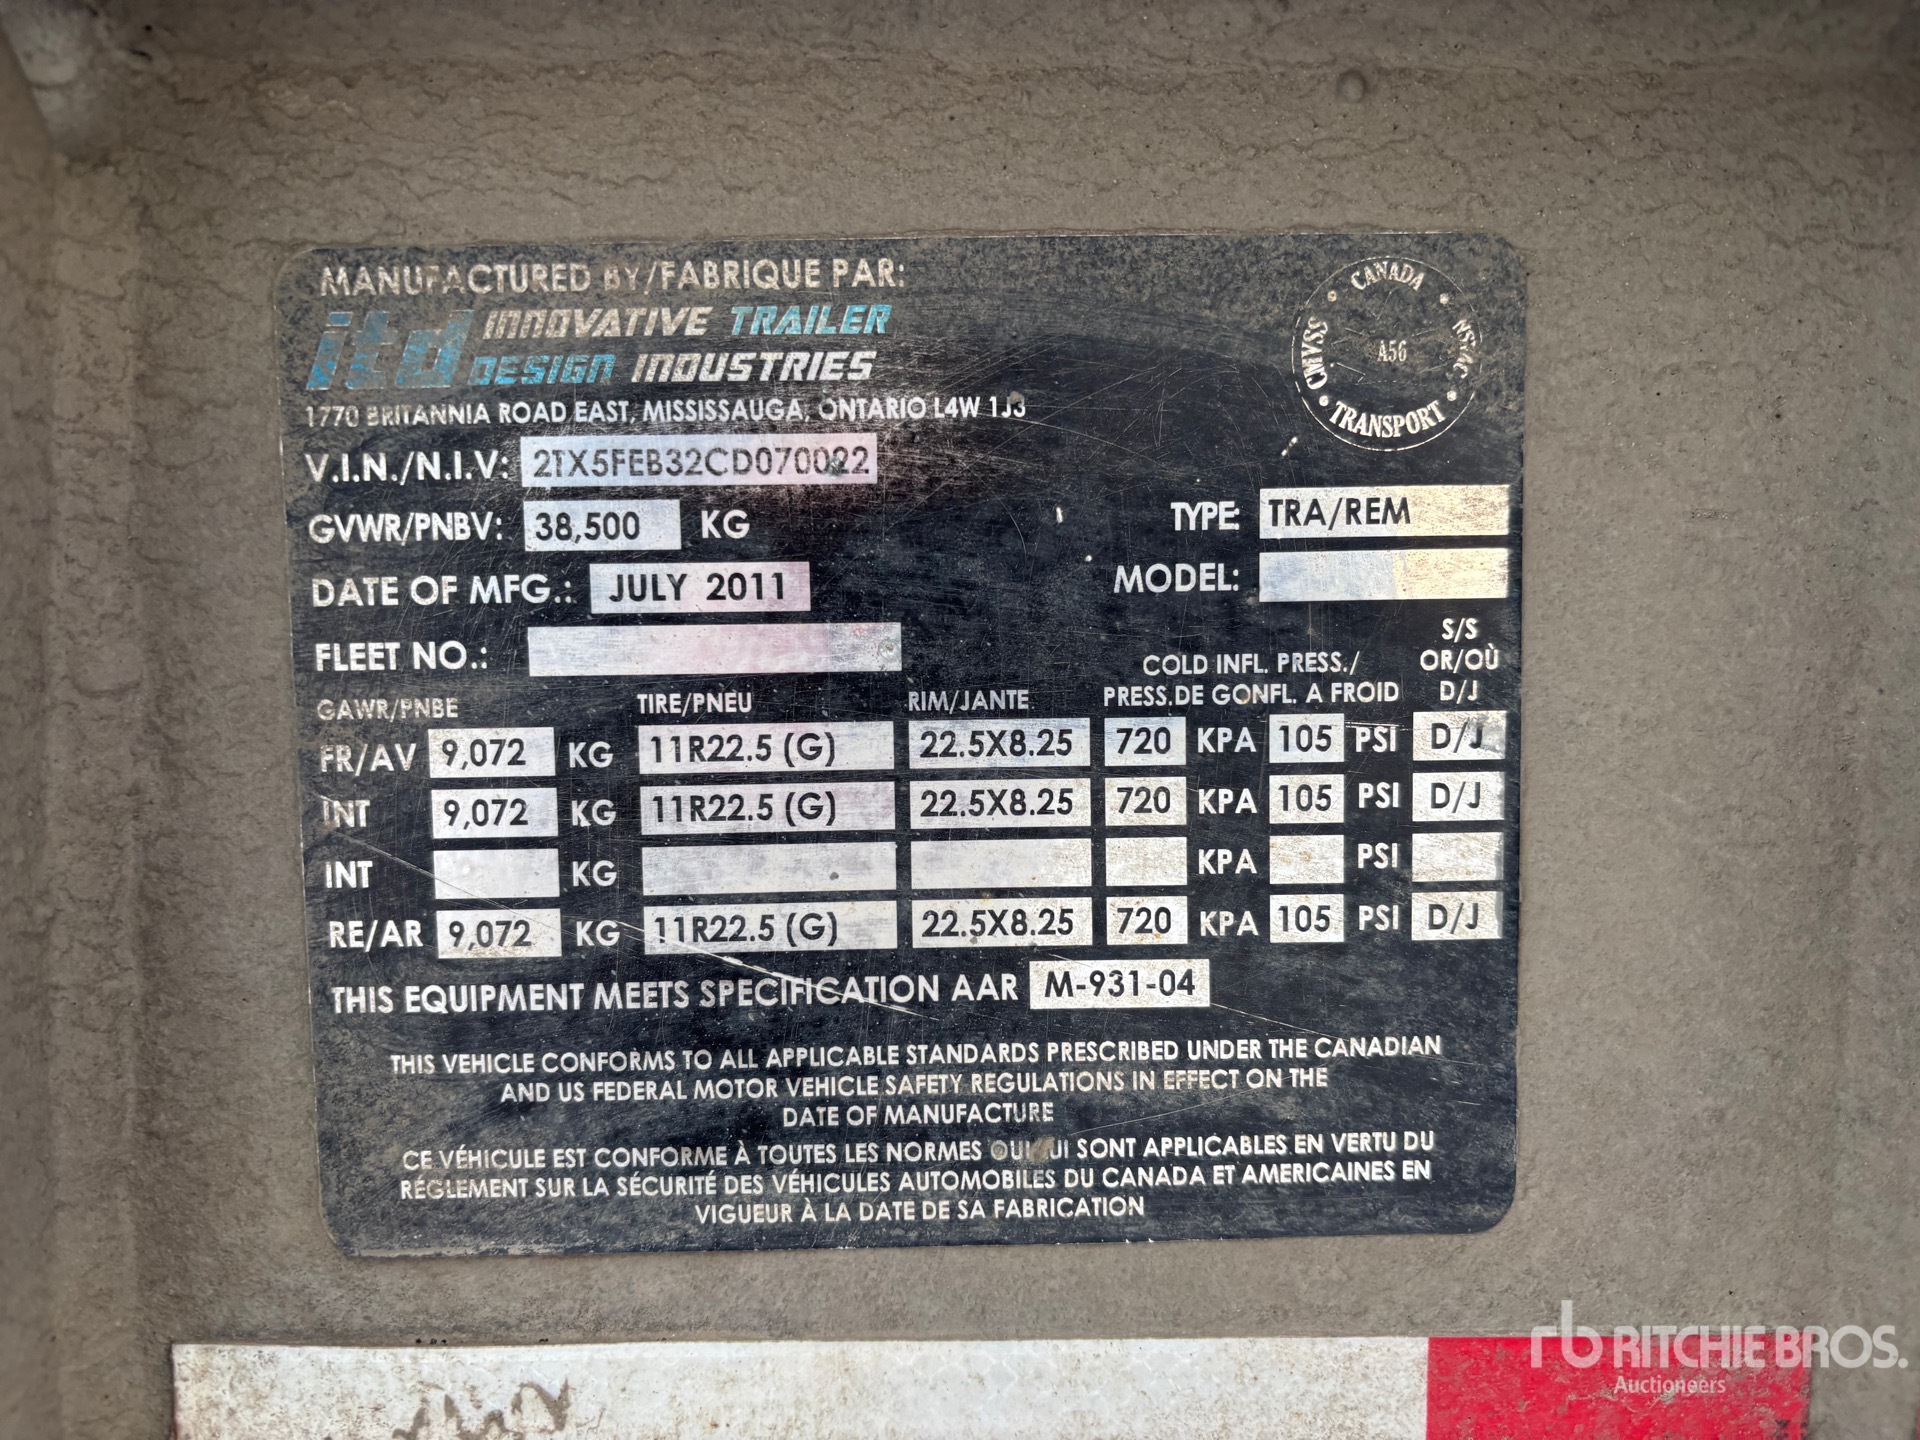 MANUFACTURED BY/FABRIQUE PAR:
itd INNOVATIVE TRAILER
DESIGN INDUSTRIES
1770 BRITANNIA ROAD EAST, MISSISSAUGA, ONTARIO L4W 1J3
CANADA
CMVSS A56 NSVAC
TRANSPORT
V.I.N./N.I.V: 2TX5FEB32CD070022
GVWR/PNBV: 38,500 KG TYPE: TRA/REM
DATE OF MFG.: JULY 2011 MODEL:
FLEET NO.:
S/S
COLD INFL. PRESS./ OR/OÙ
GAWR/PNBE TIRE/PNEU RIM/JANTE PRESS.DE GONFL. A FROID D/J
FR/AV 9,072 KG 11R22.5 (G) 22.5X8.25 720 KPA 105 PSI D/J
INT 9,072 KG 11R22.5 (G) 22.5X8.25 720 KPA 105 PSI D/J
INT KG KPA PSI
RE/AR 9,072 KG 11R22.5 (G) 22.5X8.25 720 KPA 105 PSI D/J
THIS EQUIPMENT MEETS SPECIFICATION AAR M-931-04
THIS VEHICLE CONFORMS TO ALL APPLICABLE STANDARDS PRESCRIBED UNDER THE CANADIAN
AND US FEDERAL MOTOR VEHICLE SAFETY REGULATIONS IN EFFECT ON THE
DATE OF MANUFACTURE
CE VÉHICULE EST CONFORME À TOUTES LES NORMES SONT APPLICABLES EN VERTU DU
RÉGLEMENT SUR LA SÉCURITÉ DES VÉHICULES AUTOMOBILES DU CANADA ET AMERICAINES EN
VIGUEUR À LA DATE DE SA FABRICATION
rb RITCHIE BROS.
Auctioneers